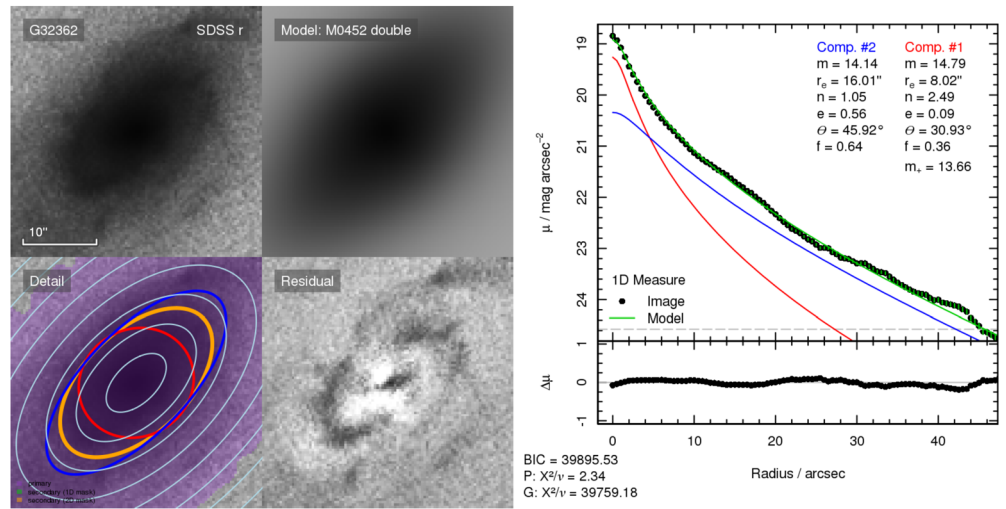 G32362
SDSS r
10"
Model: M0452 double
Detail
primary
secondary (1D mask)
secondary (2D mask)
Residual
μ / mag arcsec⁻²
19
20
21
22
23
24
Comp. #2
m = 14.14
rₑ = 16.01"
n = 1.05
e = 0.56
Θ = 45.92°
f = 0.64
Comp. #1
m = 14.79
rₑ = 8.02"
n = 2.49
e = 0.09
Θ = 30.93°
f = 0.36
m₊ = 13.66
1D Measure
Image
Model
Δμ
1
0
-1
0 10 20 30 40
Radius / arcsec
BIC = 39895.53
P: X²/ν = 2.34
G: X²/ν = 39759.18